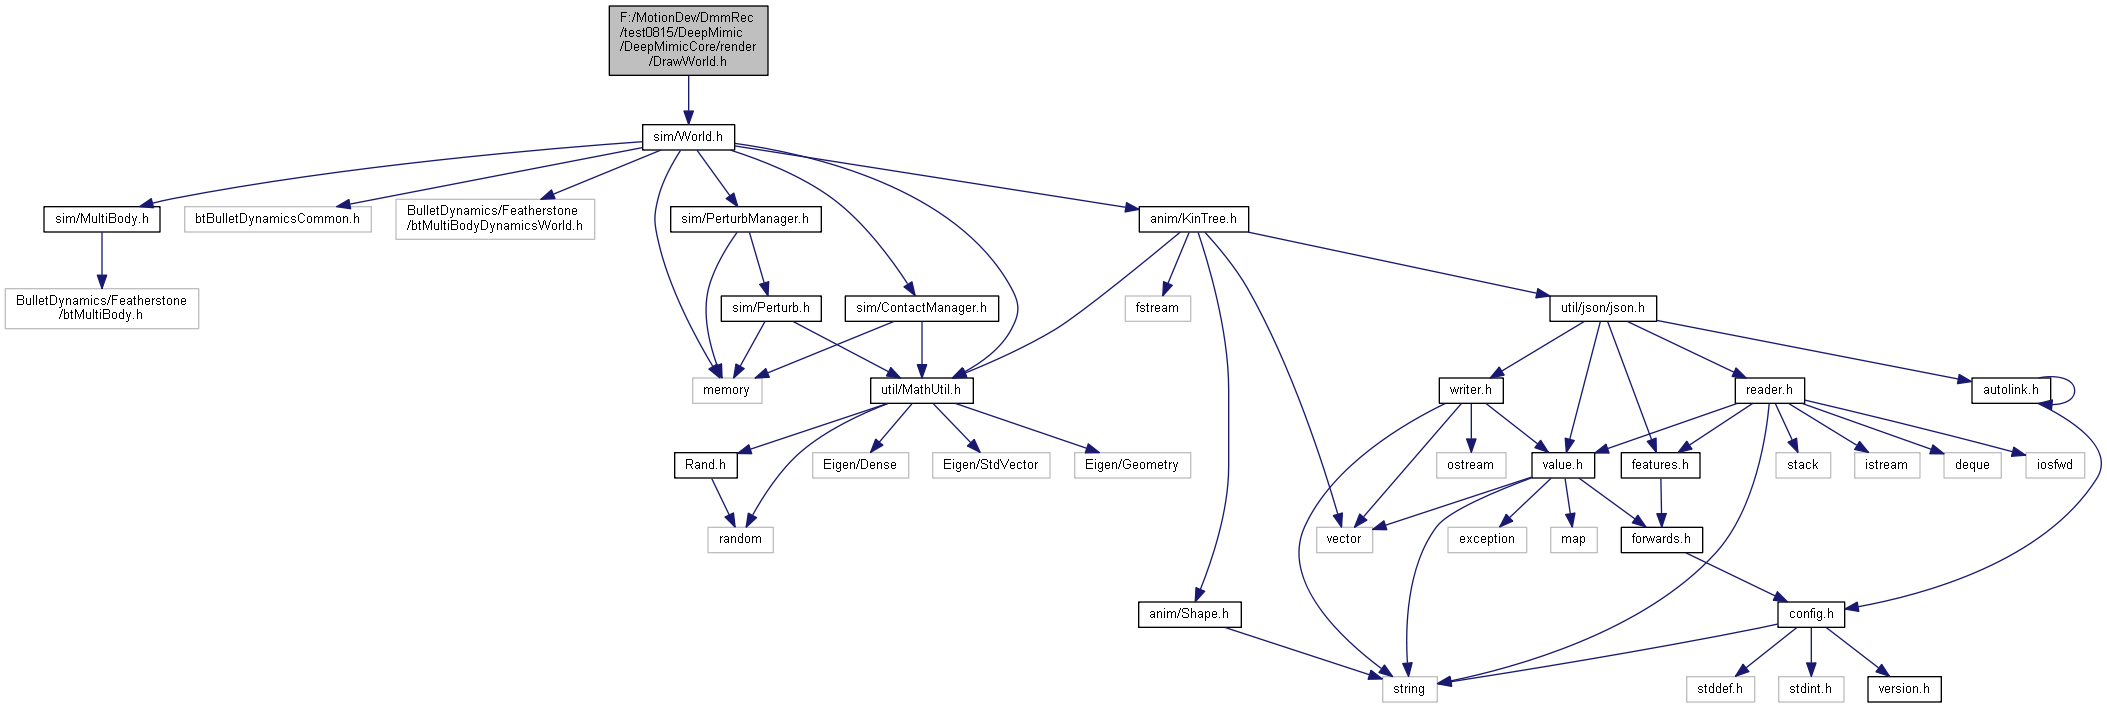 F:/MotionDev/DmmRec
/test0815/DeepMimic
/DeepMimicCore/render
/DrawWorld.h
sim/World.h
sim/MultiBody.h
btBulletDynamicsCommon.h
BulletDynamics/Featherstone
/btMultiBodyDynamicsWorld.h
sim/PerturbManager.h
anim/KinTree.h
BulletDynamics/Featherstone
/btMultiBody.h
sim/Perturb.h
sim/ContactManager.h
fstream
util/json/json.h
memory
util/MathUtil.h
writer.h
reader.h
autolink.h
Rand.h
Eigen/Dense
Eigen/StdVector
Eigen/Geometry
ostream
value.h
features.h
stack
istream
deque
iosfwd
random
vector
exception
map
forwards.h
anim/Shape.h
config.h
string
stddef.h
stdint.h
version.h